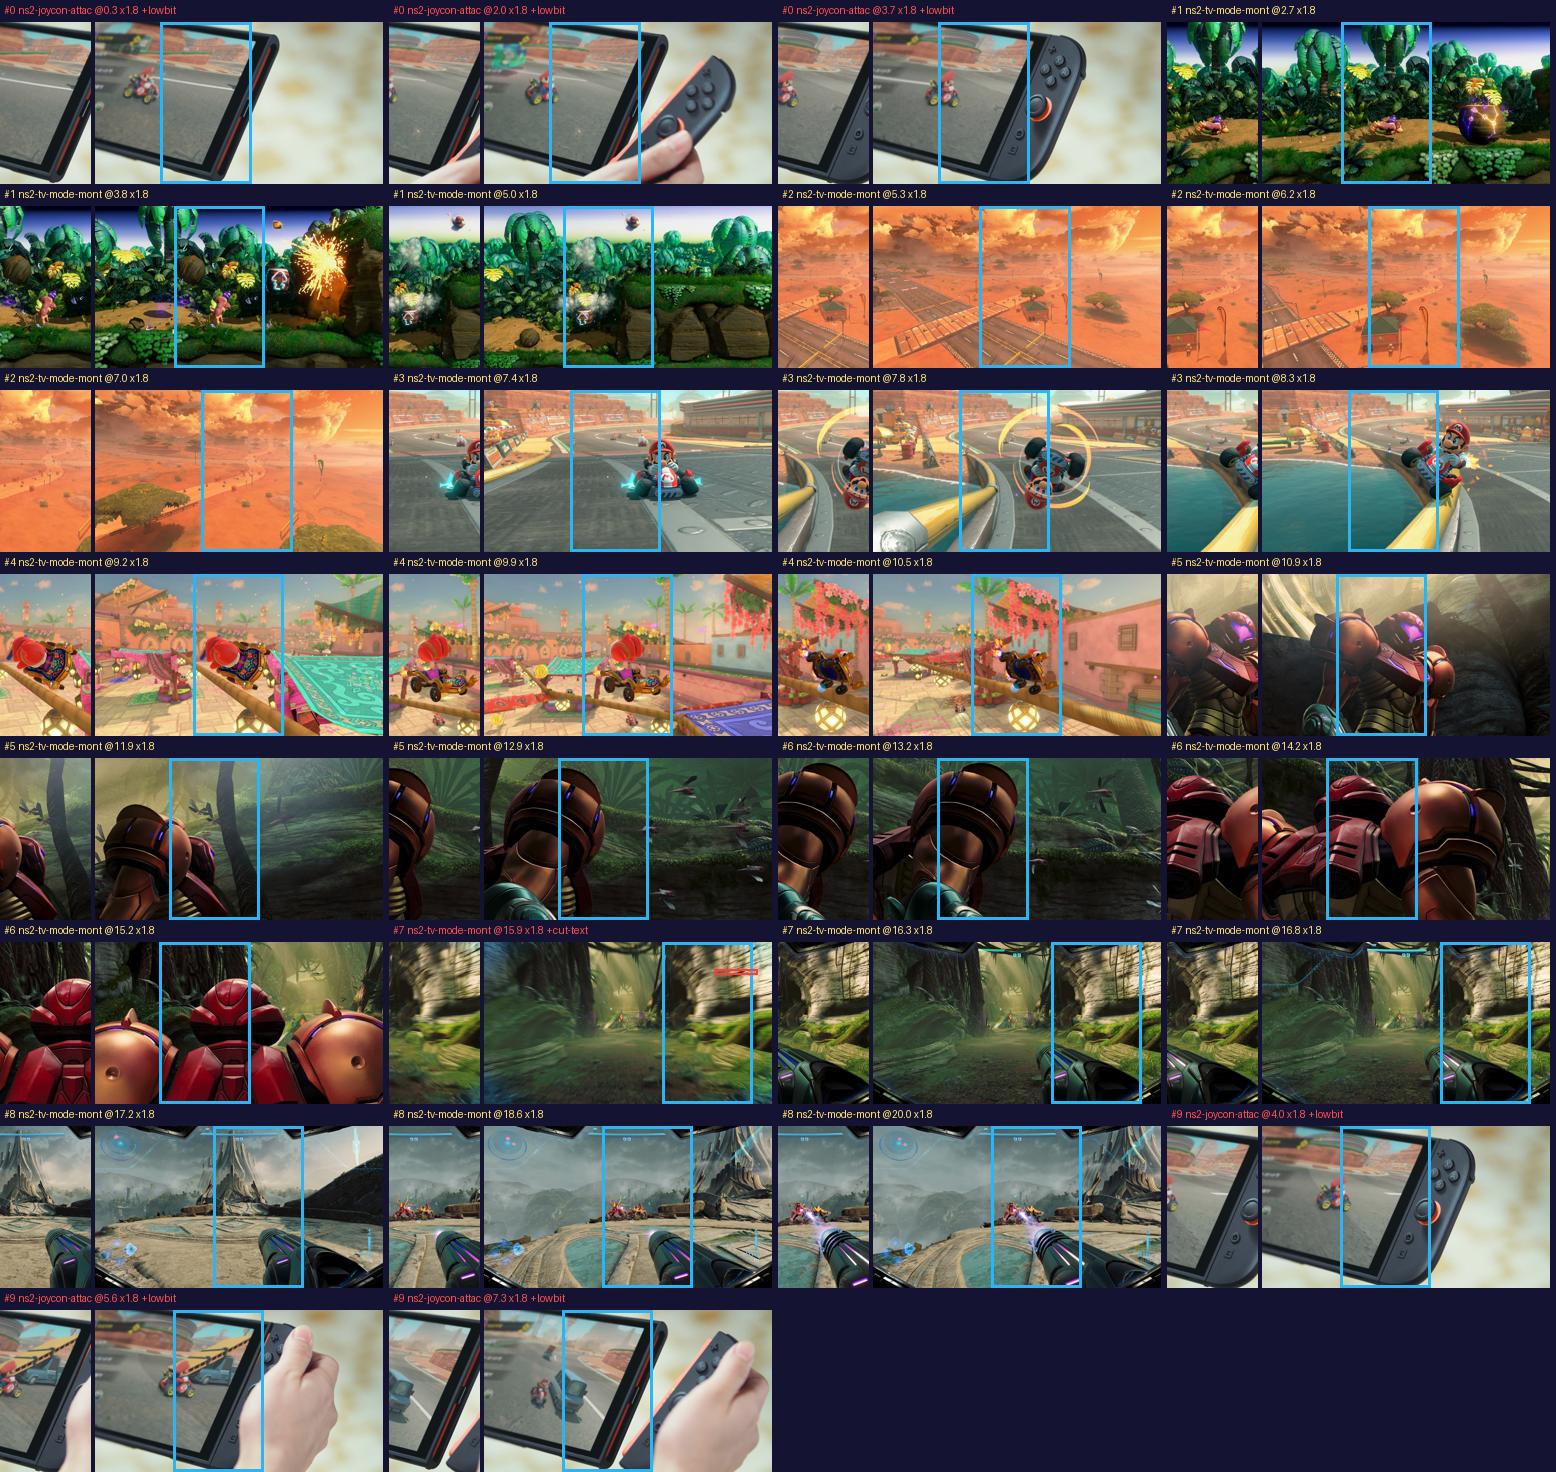 #0 ns2-joycon-attac @0.3 x1.8 +lowbit
#0 ns2-joycon-attac @2.0 x1.8 +lowbit
#0 ns2-joycon-attac @3.7 x1.8 +lowbit
#1 ns2-tv-mode-mont @2.7 x1.8
#1 ns2-tv-mode-mont @3.8 x1.8
#1 ns2-tv-mode-mont @5.0 x1.8
#2 ns2-tv-mode-mont @5.3 x1.8
#2 ns2-tv-mode-mont @6.2 x1.8
#2 ns2-tv-mode-mont @7.0 x1.8
#3 ns2-tv-mode-mont @7.4 x1.8
#3 ns2-tv-mode-mont @7.8 x1.8
#3 ns2-tv-mode-mont @8.3 x1.8
#4 ns2-tv-mode-mont @9.2 x1.8
#4 ns2-tv-mode-mont @9.9 x1.8
#4 ns2-tv-mode-mont @10.5 x1.8
#5 ns2-tv-mode-mont @10.9 x1.8
#5 ns2-tv-mode-mont @11.9 x1.8
#5 ns2-tv-mode-mont @12.9 x1.8
#6 ns2-tv-mode-mont @13.2 x1.8
#6 ns2-tv-mode-mont @14.2 x1.8
#6 ns2-tv-mode-mont @15.2 x1.8
#7 ns2-tv-mode-mont @15.9 x1.8 +cut-text
#7 ns2-tv-mode-mont @16.3 x1.8
#7 ns2-tv-mode-mont @16.8 x1.8
#8 ns2-tv-mode-mont @17.2 x1.8
#8 ns2-tv-mode-mont @18.6 x1.8
#8 ns2-tv-mode-mont @20.0 x1.8
#9 ns2-joycon-attac @4.0 x1.8 +lowbit
#9 ns2-joycon-attac @5.6 x1.8 +lowbit
#9 ns2-joycon-attac @7.3 x1.8 +lowbit